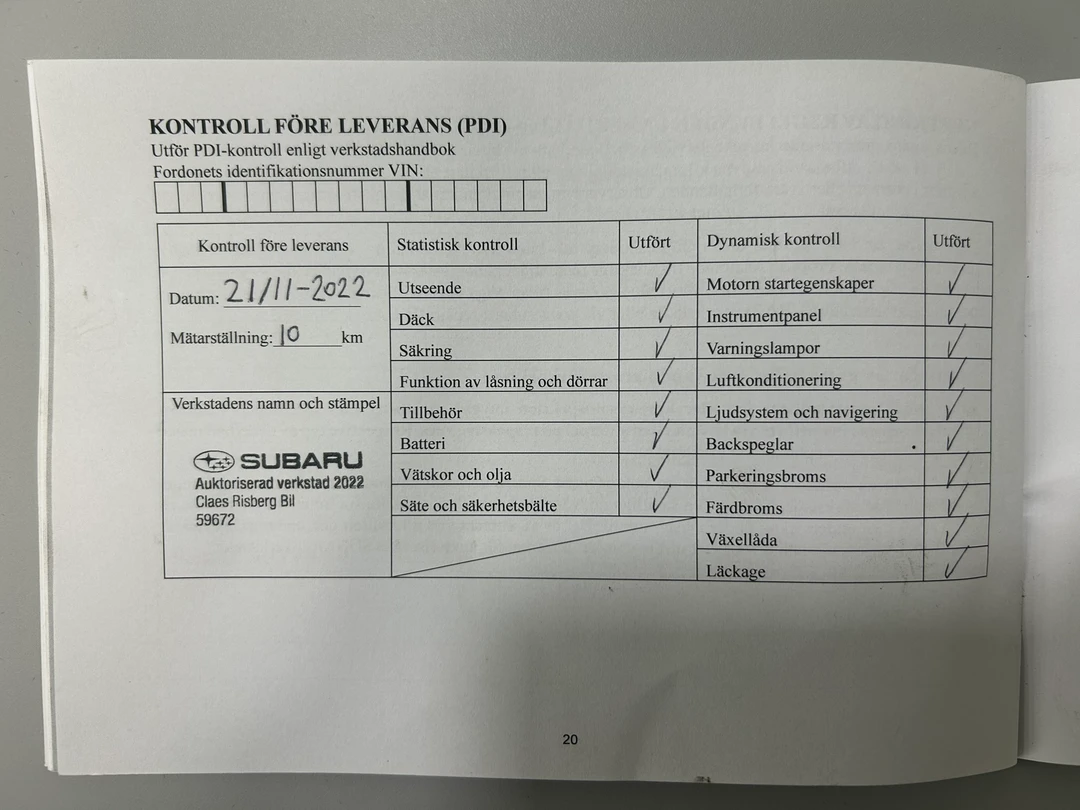 KONTROLL FÖRE LEVERANS (PDI)
Utför PDI-kontroll enligt verkstadshandbok
Fordonets identifikationsnummer VIN:
Kontroll före leverans
Datum: 21/11-2022
Mätarställning: 10 km
Verkstadens namn och stämpel
SUBARU
Auktoriserad verkstad 2022
Claes Risberg Bil
59672
Statistisk kontroll Utfört
Utseende ✓
Däck ✓
Säkring ✓
Funktion av låsning och dörrar ✓
Tillbehör ✓
Batteri ✓
Vätskor och olja ✓
Säte och säkerhetsbälte ✓
Dynamisk kontroll Utfört
Motorn startegenskaper ✓
Instrumentpanel ✓
Varningslampor ✓
Luftkonditionering ✓
Ljudsystem och navigering ✓
Backspeglar ✓
Parkeringsbroms ✓
Färdbroms ✓
Växellåda ✓
Läckage ✓
20